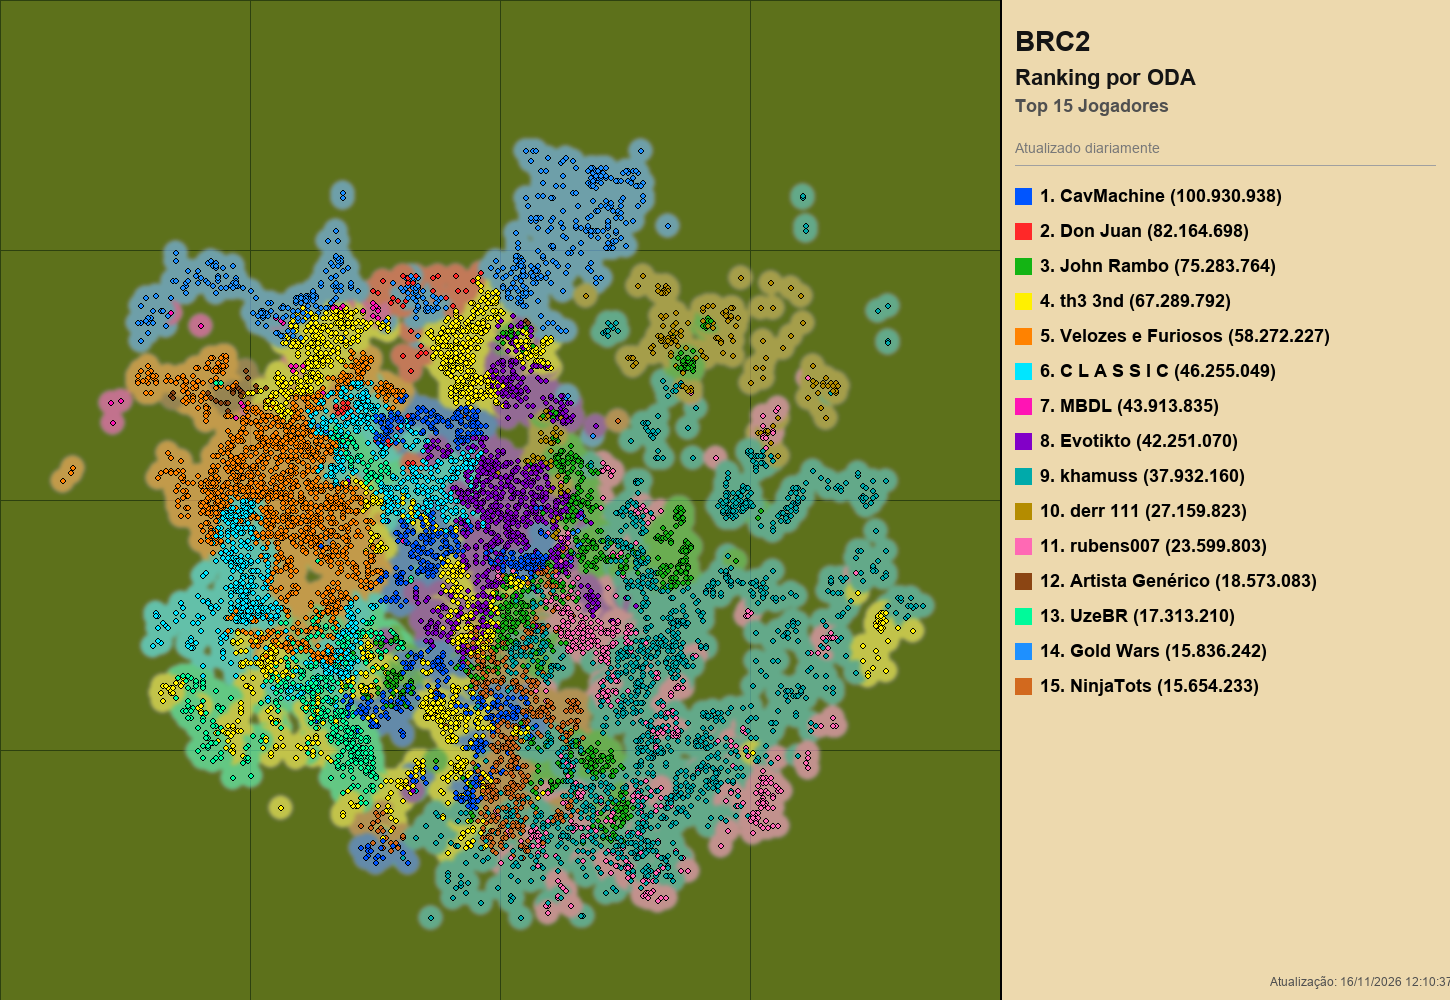 BRC2
Ranking por ODA
Top 15 Jogadores
Atualizado diariamente
1. CavMachine (100.930.938)
2. Don Juan (82.164.698)
3. John Rambo (75.283.764)
4. th3 3nd (67.289.792)
5. Velozes e Furiosos (58.272.227)
6. C L A S S I C (46.255.049)
7. MBDL (43.913.835)
8. Evotikto (42.251.070)
9. khamuss (37.932.160)
10. derr 111 (27.159.823)
11. rubens007 (23.599.803)
12. Artista Genérico (18.573.083)
13. UzeBR (17.313.210)
14. Gold Wars (15.836.242)
15. NinjaTots (15.654.233)
Atualização: 16/11/2026 12:10:37